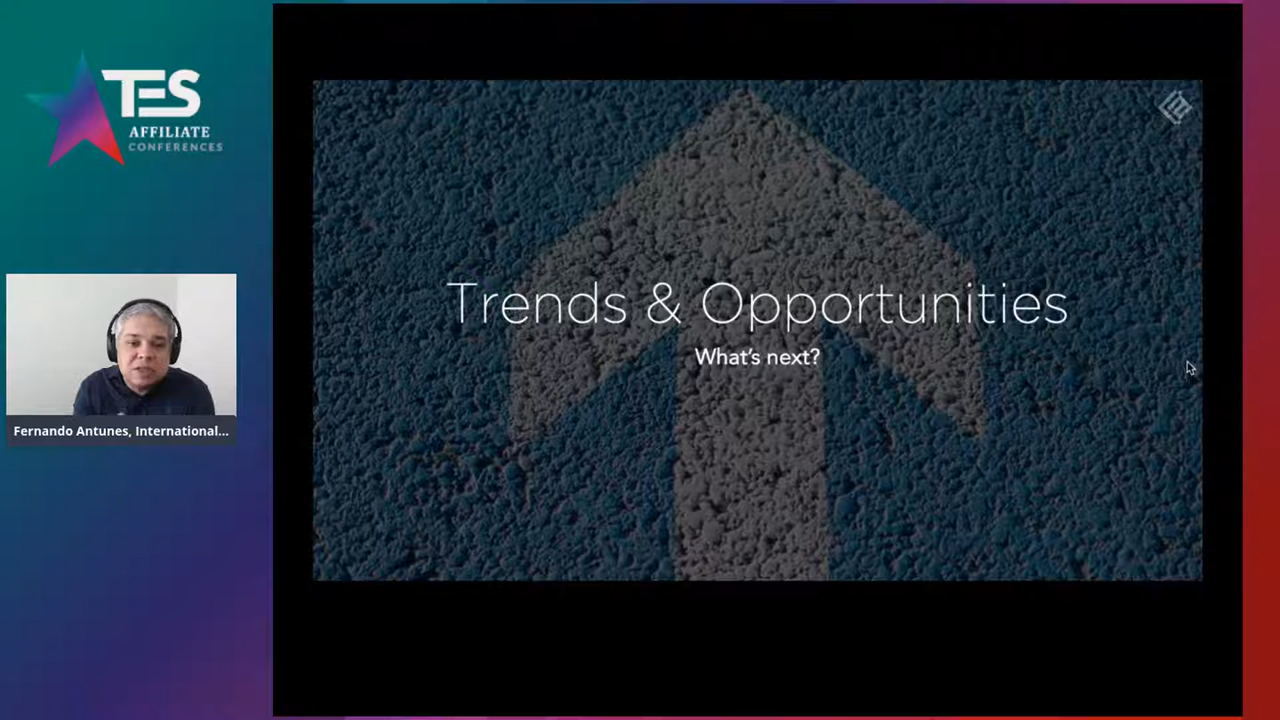 TES
AFFILIATE
CONFERENCES
Trends & Opportunities
What's next?
Fernando Antunes, International...